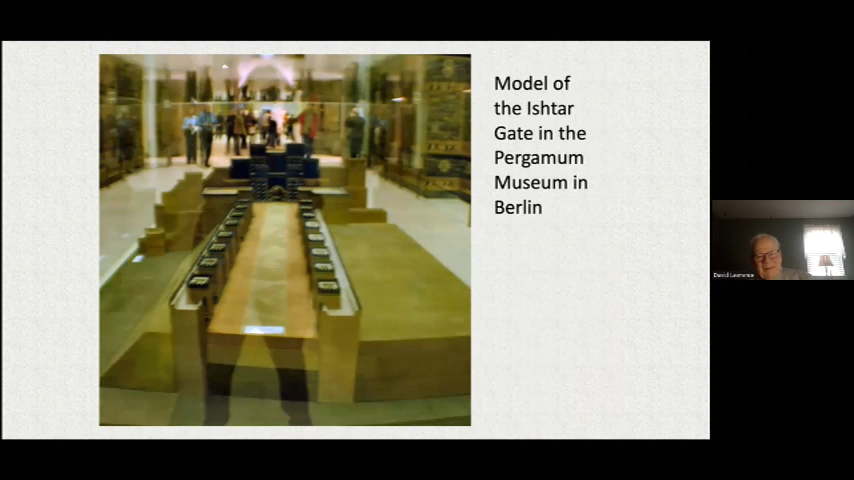 Model of
the Ishtar
Gate in the
Pergamum
Museum in
Berlin
David Lawrence